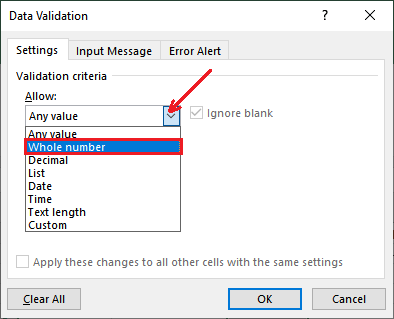 Data Validation ?
Settings Input Message Error Alert
Validation criteria
Allow:
Any value Ignore blank
Any value
Whole number
Decimal
List
Date
Time
Text length
Custom
Apply these changes to all other cells with the same settings
Clear All OK Cancel